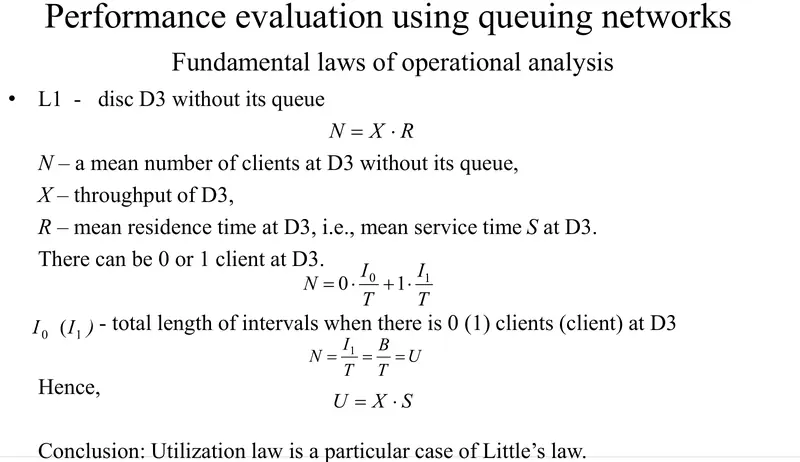 Performance evaluation using queuing networks
Fundamental laws of operational analysis
• L1 - disc D3 without its queue
N = X · R
N – a mean number of clients at D3 without its queue,
X – throughput of D3,
R – mean residence time at D3, i.e., mean service time S at D3.
There can be 0 or 1 client at D3.
N = 0 · I₀/T + 1 · I₁/T
I₀ (I₁) - total length of intervals when there is 0 (1) clients (client) at D3
N = I₁/T = B/T = U
Hence,
U = X · S
Conclusion: Utilization law is a particular case of Little's law.